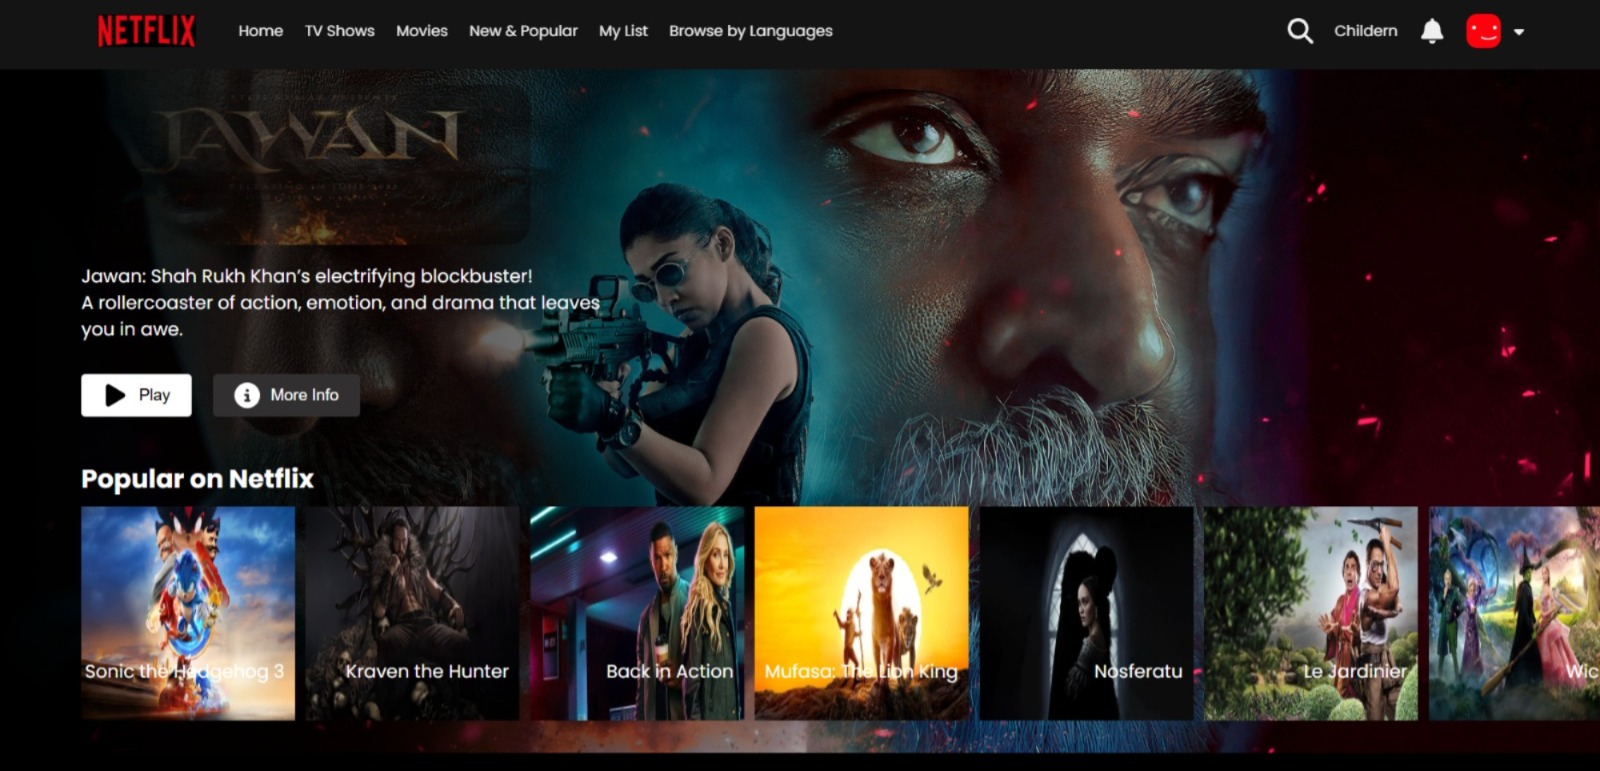 NETFLIX
Home TV Shows Movies New & Popular My List Browse by Languages
Childern
JAWAN
Jawan: Shah Rukh Khan’s electrifying blockbuster!
A rollercoaster of action, emotion, and drama that leaves
you in awe.
Play
More Info
Popular on Netflix
Sonic the Hedgehog 3
Kraven the Hunter
Back in Action
Mufasa: The Lion King
Nosferatu
Le Jardinier
Wic